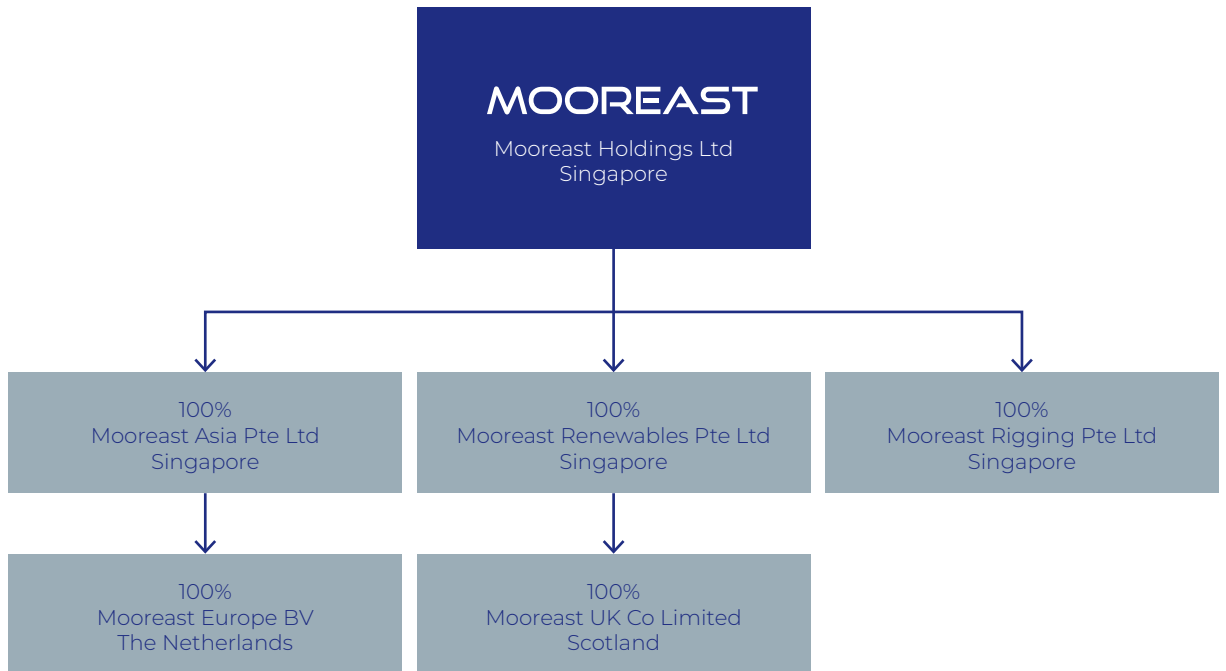 MOOREAST
Mooreast Holdings Ltd
Singapore
100%
Mooreast Asia Pte Ltd
Singapore
100%
Mooreast Renewables Pte Ltd
Singapore
100%
Mooreast Rigging Pte Ltd
Singapore
100%
Mooreast Europe BV
The Netherlands
100%
Mooreast UK Co Limited
Scotland